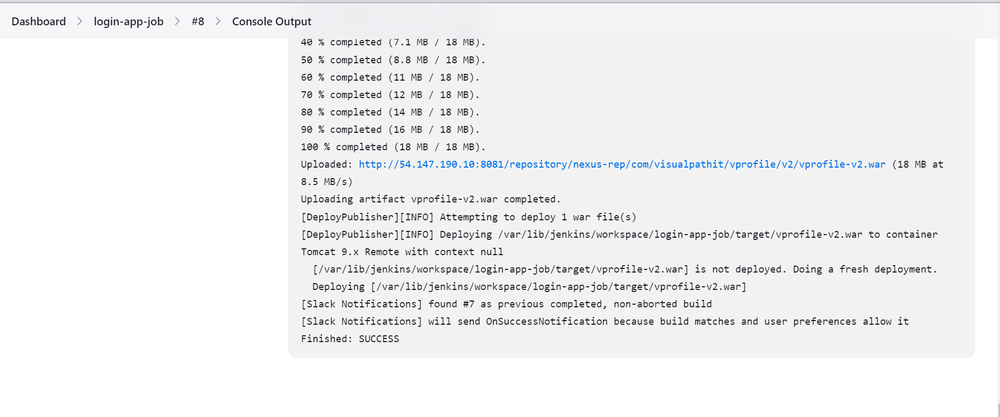 Dashboard > login-app-job > #8 > Console Output
40 % completed (7.1 MB / 18 MB).
50 % completed (8.8 MB / 18 MB).
60 % completed (11 MB / 18 MB).
70 % completed (12 MB / 18 MB).
80 % completed (14 MB / 18 MB).
90 % completed (16 MB / 18 MB).
100 % completed (18 MB / 18 MB).
Uploaded: http://54.147.190.10:8081/repository/nexus-rep/com/visualpathit/vprofile/v2/vprofile-v2.war (18 MB at
8.5 MB/s)
Uploading artifact vprofile-v2.war completed.
[DeployPublisher][INFO] Attempting to deploy 1 war file(s)
[DeployPublisher][INFO] Deploying /var/lib/jenkins/workspace/login-app-job/target/vprofile-v2.war to container
Tomcat 9.x Remote with context null
[/var/lib/jenkins/workspace/login-app-job/target/vprofile-v2.war] is not deployed. Doing a fresh deployment.
Deploying [/var/lib/jenkins/workspace/login-app-job/target/vprofile-v2.war]
[Slack Notifications] found #7 as previous completed, non-aborted build
[Slack Notifications] will send OnSuccessNotification because build matches and user preferences allow it
Finished: SUCCESS